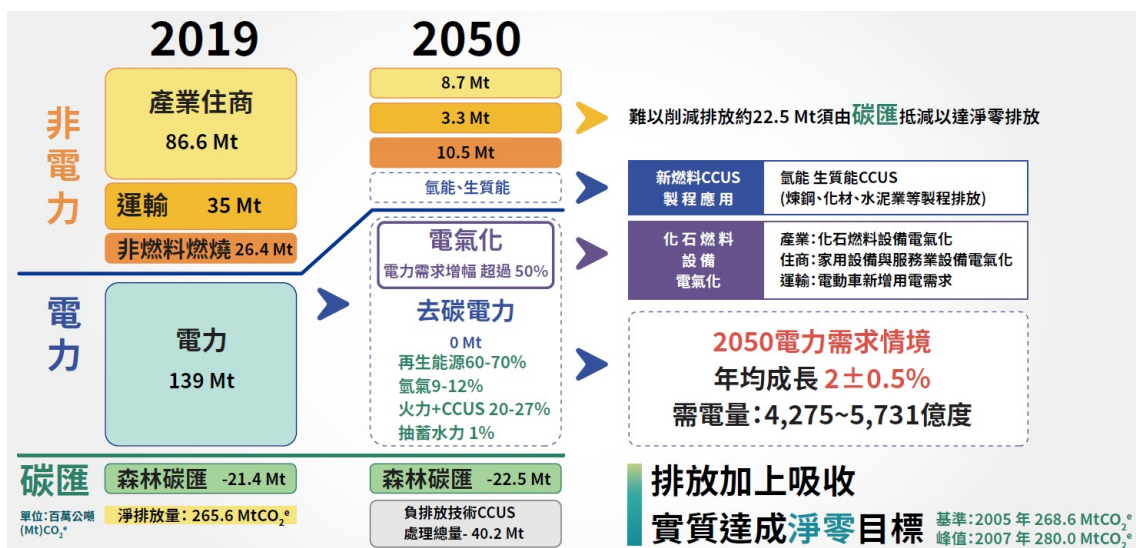 2019
2050
非電力
產業住商
86.6 Mt
運輸 35 Mt
非燃料燃燒 26.4 Mt
8.7 Mt
3.3 Mt
10.5 Mt
氫能、生質能
難以削減排放約22.5 Mt須由碳匯抵減以達淨零排放
新燃料CCUS
製程應用
氫能 生質能CCUS
(煉鋼、化材、水泥業等製程排放)
電氣化
電力需求增幅 超過 50%
化石燃料
設備
電氣化
產業:化石燃料設備電氣化
住商:家用設備與服務業設備電氣化
運輸:電動車新增用電需求
電力
電力
139 Mt
去碳電力
0 Mt
再生能源60-70%
氫氣9-12%
火力+CCUS 20-27%
抽蓄水力 1%
2050電力需求情境
年均成長 2±0.5%
需電量:4,275~5,731億度
碳匯
單位:百萬公噸
(Mt)CO₂ᵉ
森林碳匯 -21.4 Mt
淨排放量: 265.6 MtCO₂ᵉ
森林碳匯 -22.5 Mt
負排放技術CCUS
處理總量- 40.2 Mt
排放加上吸收
實質達成淨零目標
基準:2005 年 268.6 MtCO₂ᵉ
峰值:2007 年 280.0 MtCO₂ᵉ